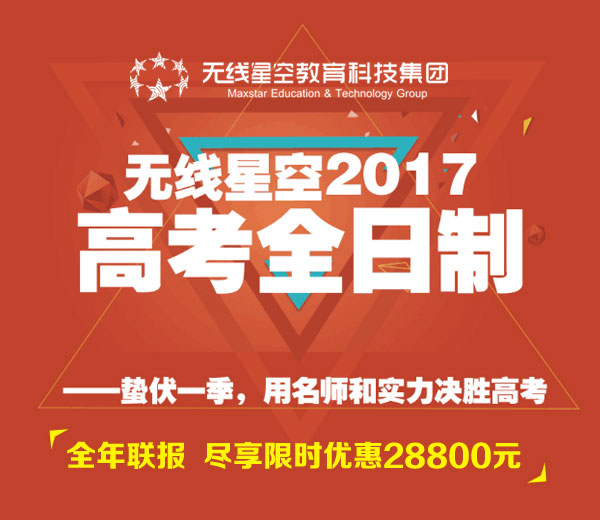 无线星空教育科技集团
Maxstar Education & Technology Group
无线星空2017
高考全日制
——蛰伏一季，用名师和实力决胜高考
全年联报 尽享限时优惠28800元